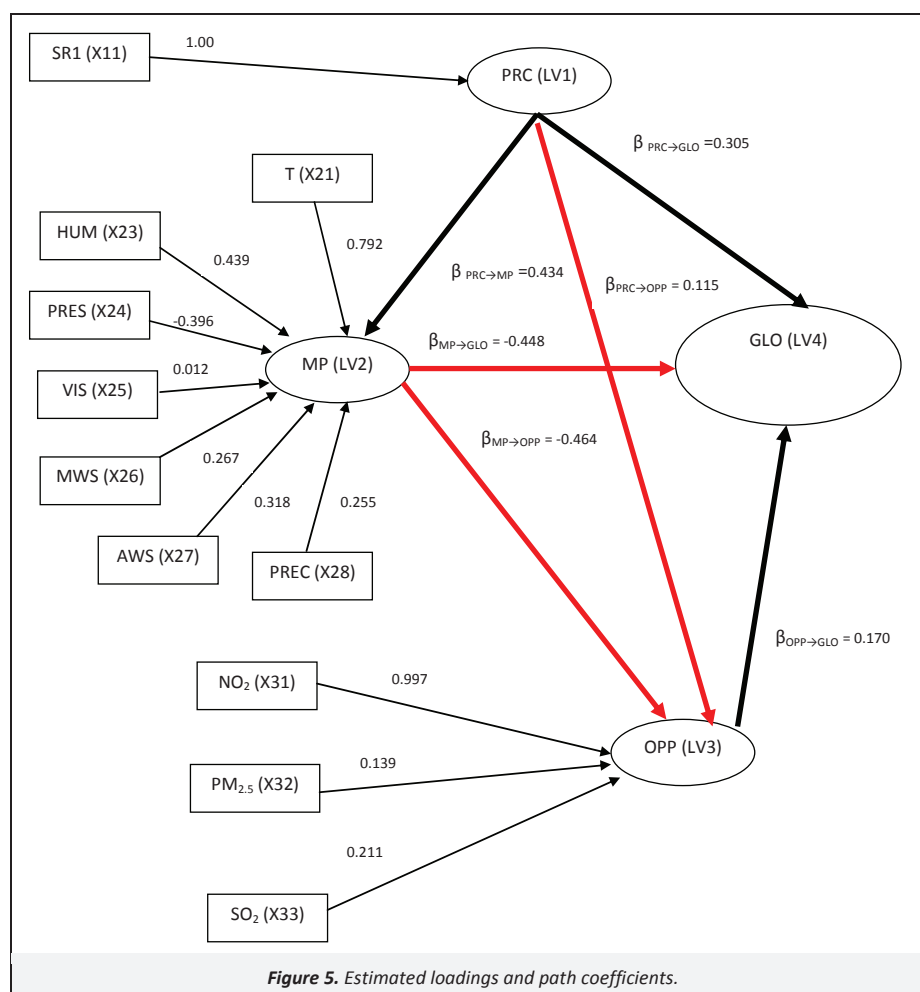 SR1 (X11)
1.00
PRC (LV1)
β PRC→GLO =0.305
T (X21)
HUM (X23)
0.792
0.439
β PRC→MP =0.434
βPRC→OPP = 0.115
PRES (X24)
-0.396
βMP→GLO = -0.448
GLO (LV4)
MP (LV2)
0.012
VIS (X25)
βMP→OPP = -0.464
MWS (X26)
0.267
0.318
0.255
AWS (X27)
PREC (X28)
βOPP→GLO = 0.170
NO₂ (X31)
0.997
OPP (LV3)
0.139
PM₂.₅ (X32)
0.211
SO₂ (X33)
Figure 5. Estimated loadings and path coefficients.